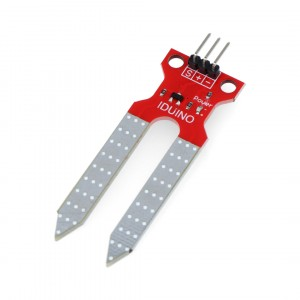 S + -
Power
IDUINO